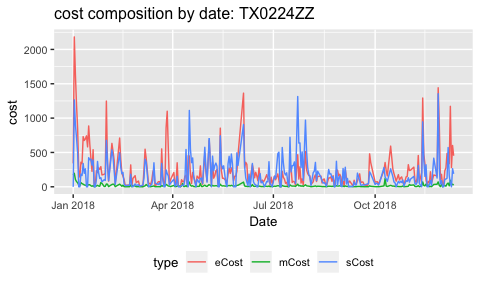 cost composition by date: TX0224ZZ
2000
1500
1000
500
0
cost
Jan 2018 Apr 2018 Jul 2018 Oct 2018
Date
type eCost mCost sCost